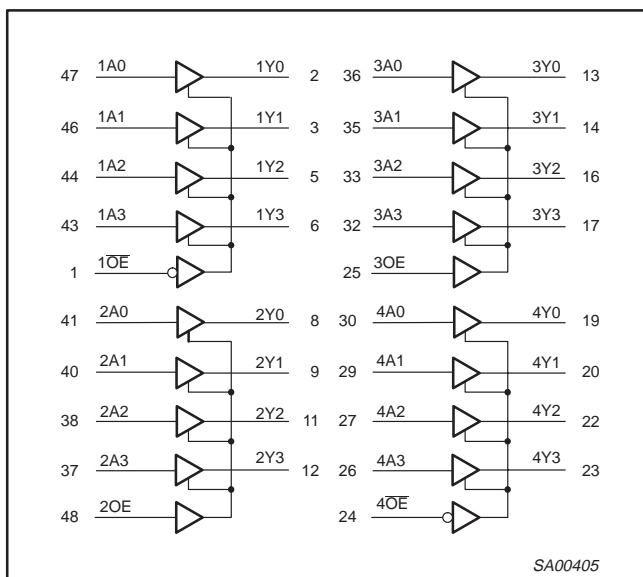 47 1A0 1Y0 2 36 3A0 3Y0 13
46 1A1 1Y1 3 35 3A1 3Y1 14
44 1A2 1Y2 5 33 3A2 3Y2 16
43 1A3 1Y3 6 32 3A3 3Y3 17
1 1O̅E̅ 25 3OE
41 2A0 2Y0 8 30 4A0 4Y0 19
40 2A1 2Y1 9 29 4A1 4Y1 20
38 2A2 2Y2 11 27 4A2 4Y2 22
37 2A3 2Y3 12 26 4A3 4Y3 23
48 2OE 24 4O̅E̅
SA00405